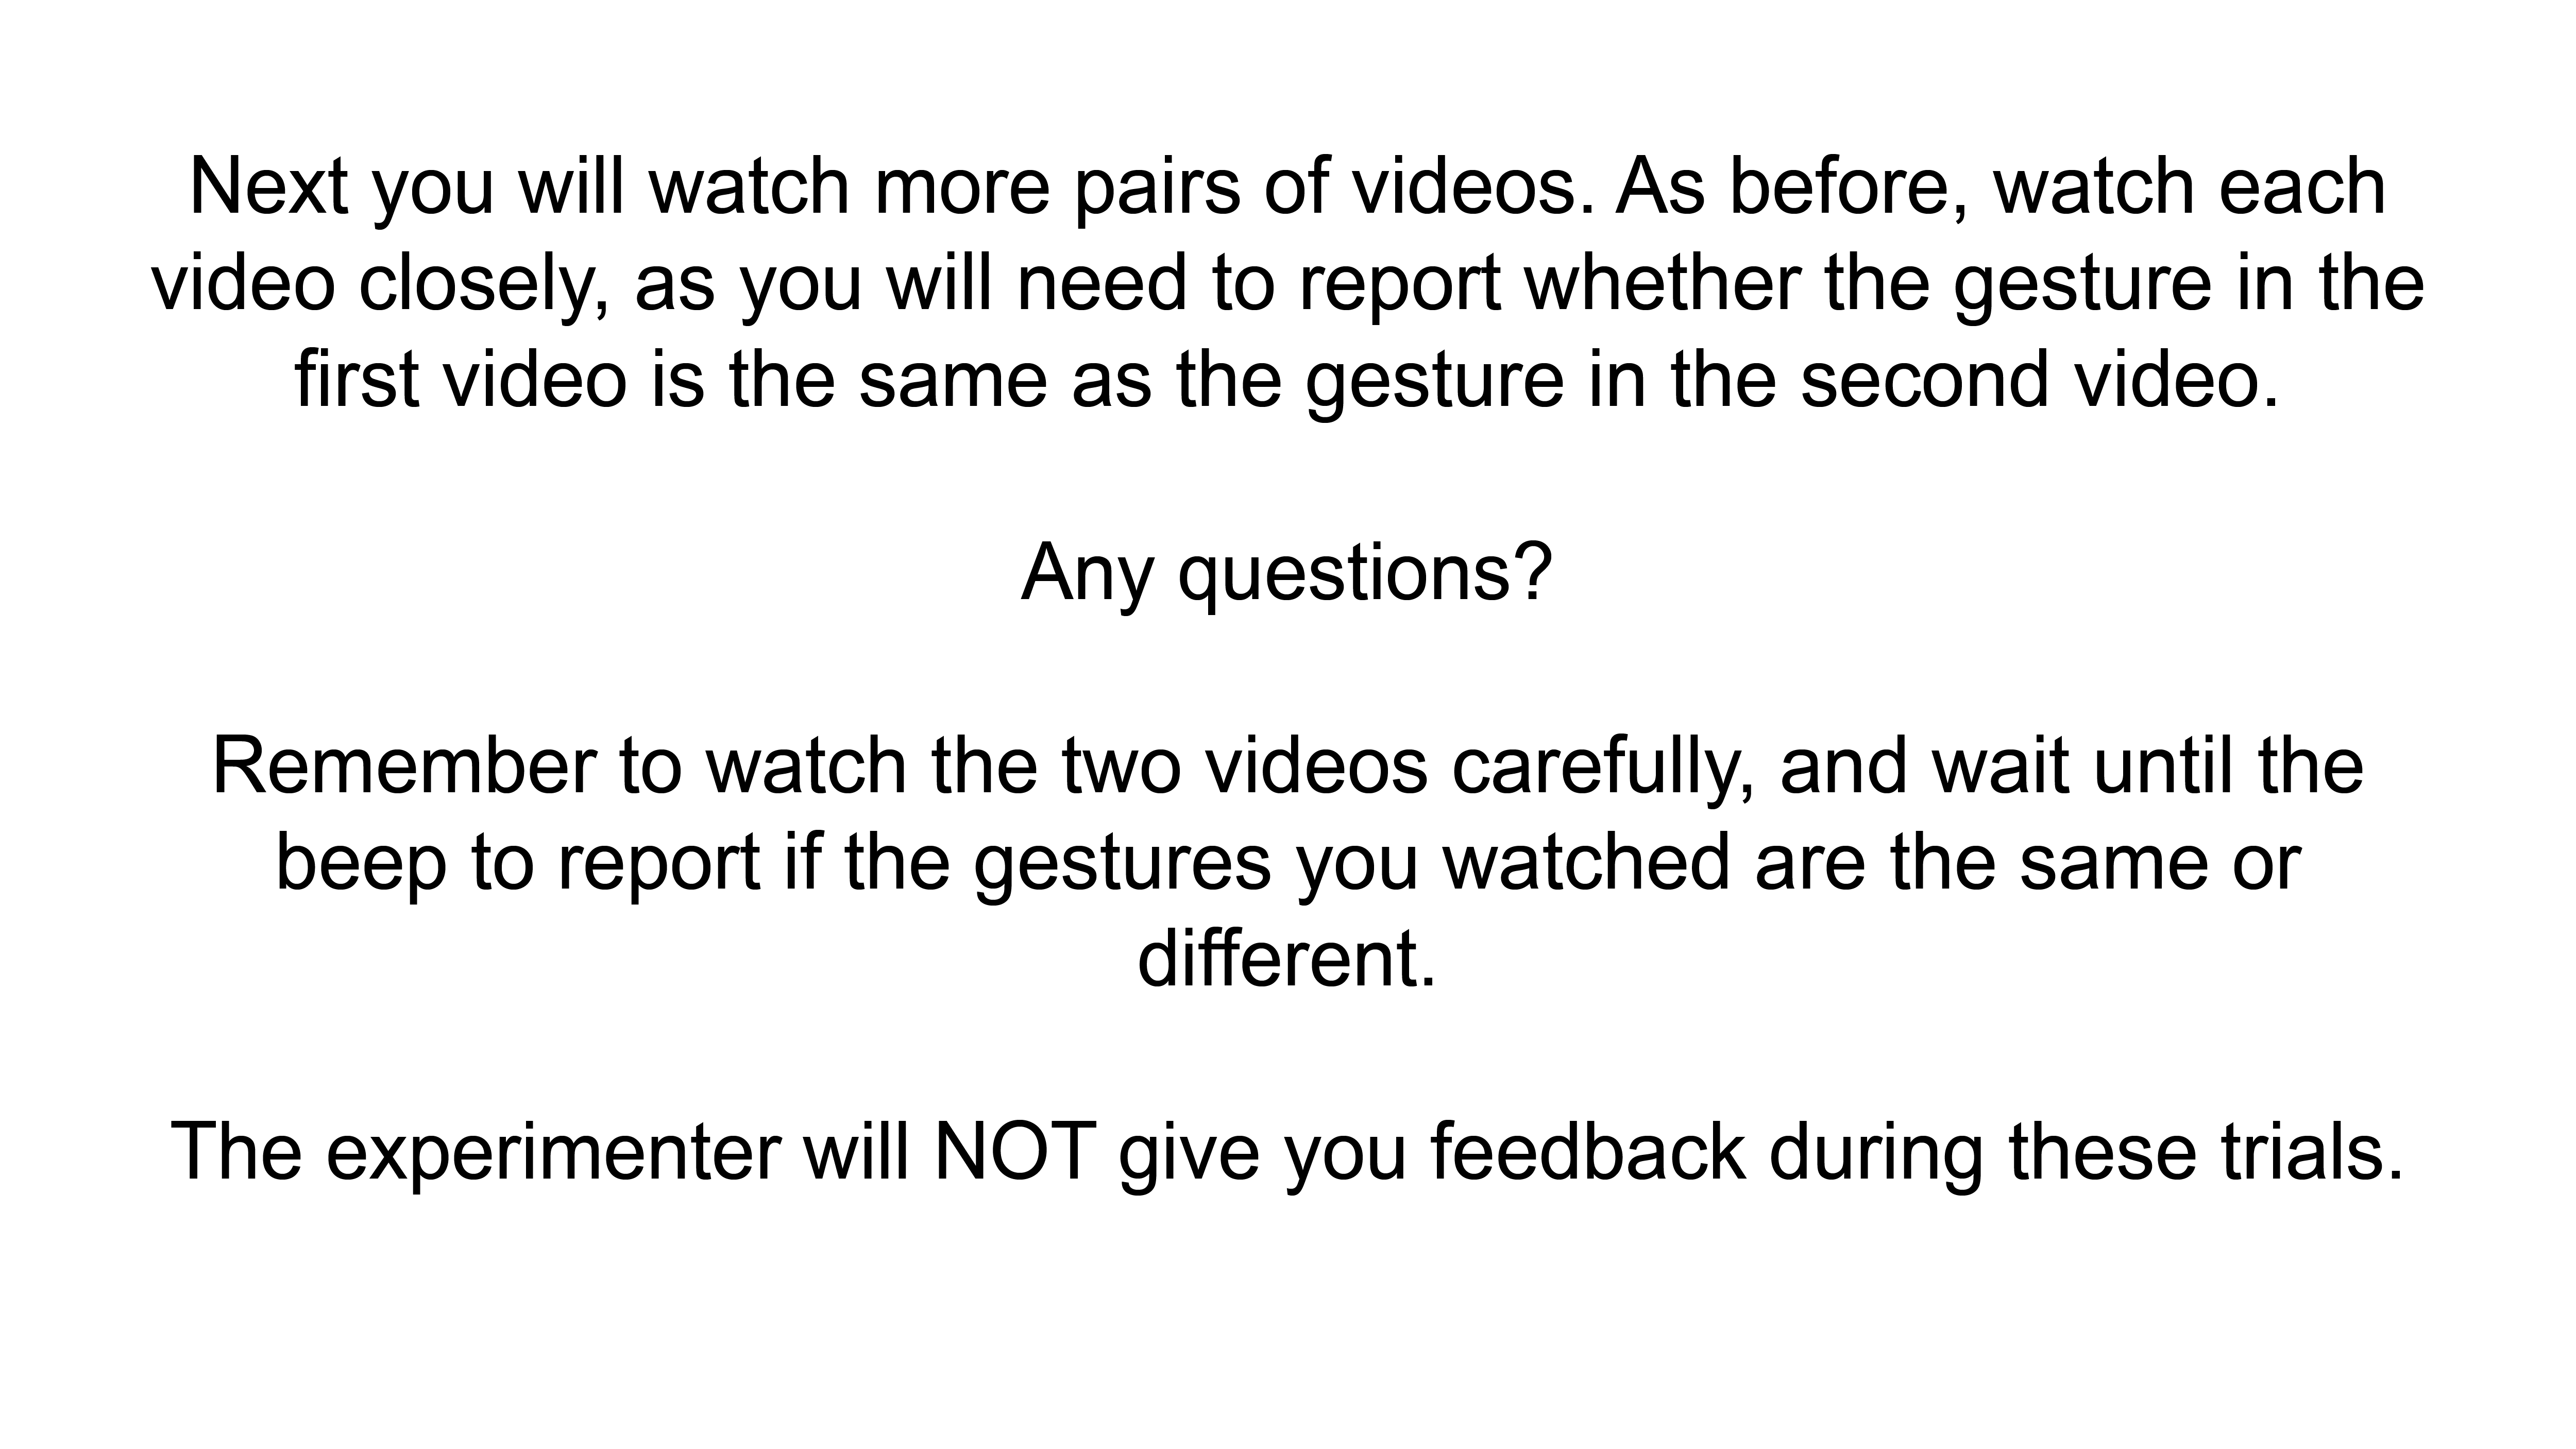 Next you will watch more pairs of videos. As before, watch each
video closely, as you will need to report whether the gesture in the
first video is the same as the gesture in the second video.
Any questions?
Remember to watch the two videos carefully, and wait until the
beep to report if the gestures you watched are the same or
different.
The experimenter will NOT give you feedback during these trials.